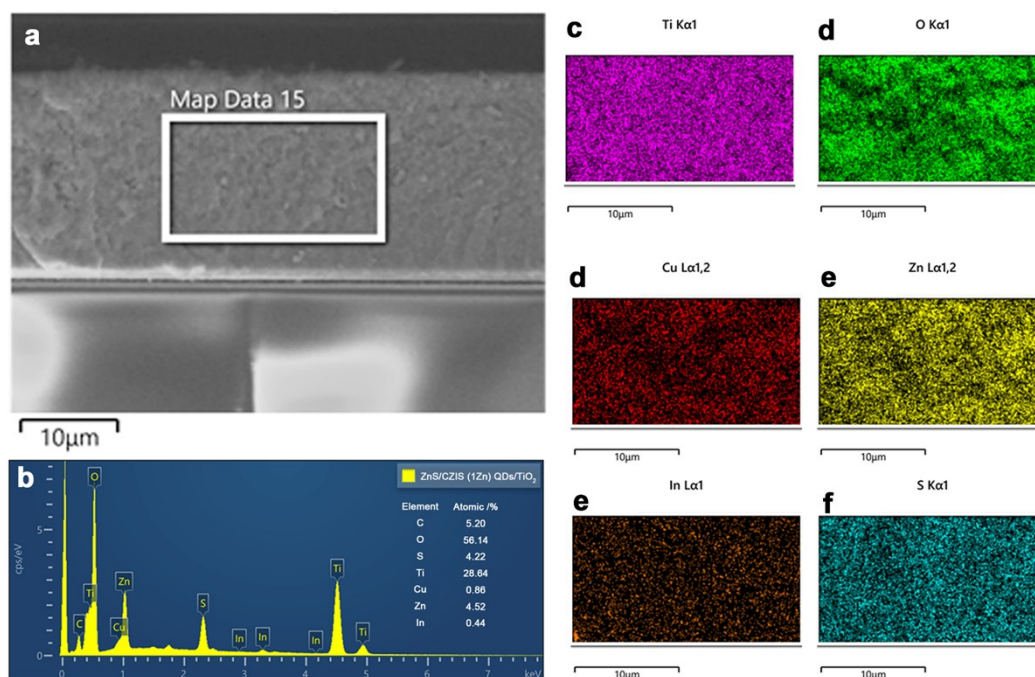 a
Map Data 15
10μm
b
ZnS/CZIS (1Zn) QDs/TiO₂
Element Atomic /%
C 5.20
O 56.14
S 4.22
Ti 28.64
Cu 0.86
Zn 4.52
In 0.44
cps/eV
5
0
O
Ti
Zn
C
Cu
S
In
In
In
Ti
Ti
0 1 2 3 4 5 6 7 keV
c
Ti Kα1
10μm
d
O Kα1
10μm
d
Cu Lα1,2
10μm
e
Zn Lα1,2
10μm
e
In Lα1
10μm
f
S Kα1
10μm